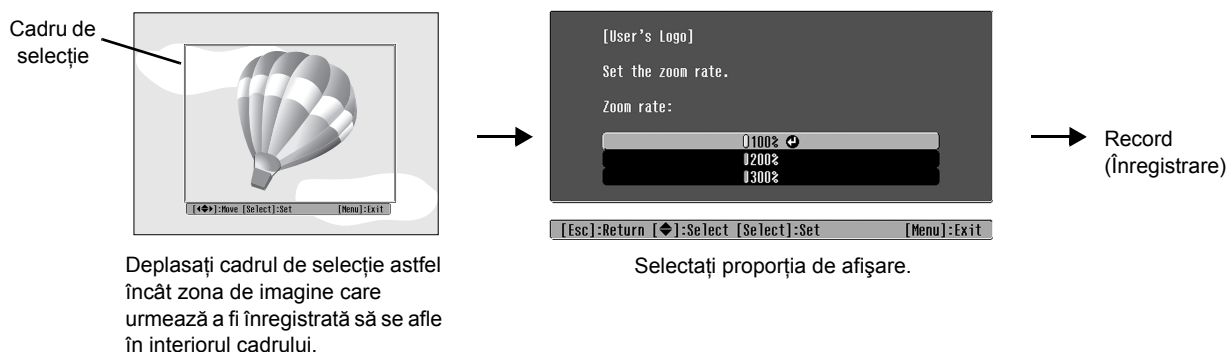 Cadru de
selecție
[◀◆▶]:Move [Select]:Set [Menu]:Exit
Deplasați cadrul de selecție astfel
încât zona de imagine care
urmează a fi înregistrată să se afle
în interiorul cadrului.
[User's Logo]
Set the zoom rate.
Zoom rate:
100%
200%
300%
[Esc]:Return [◆]:Select [Select]:Set [Menu]:Exit
Selectați proporția de afişare.
Record
(Înregistrare)